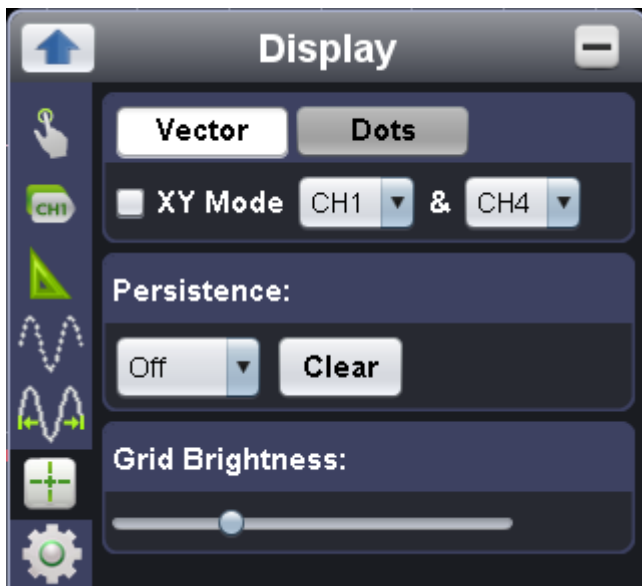 Display
Vector Dots
CH1
XY Mode CH1 & CH4
Persistence:
Off Clear
Grid Brightness: